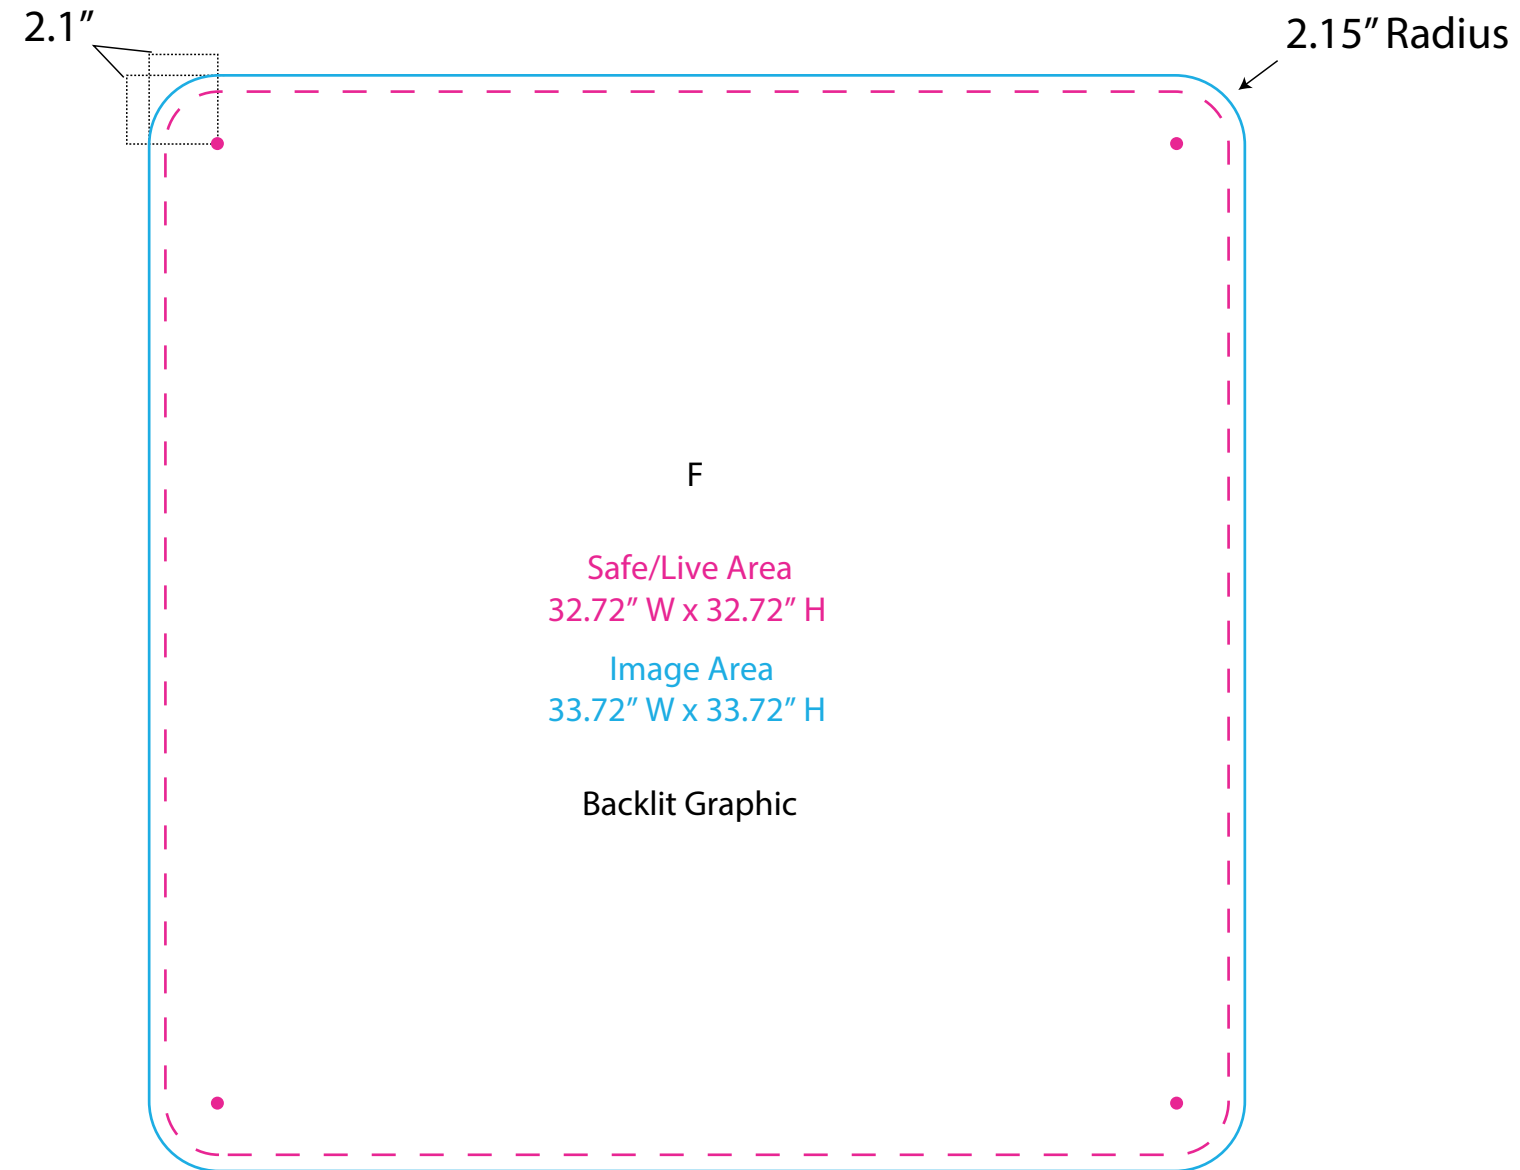 2.1”
2.15” Radius
F
Safe/Live Area
32.72” W x 32.72” H
Image Area
33.72” W x 33.72” H
Backlit Graphic